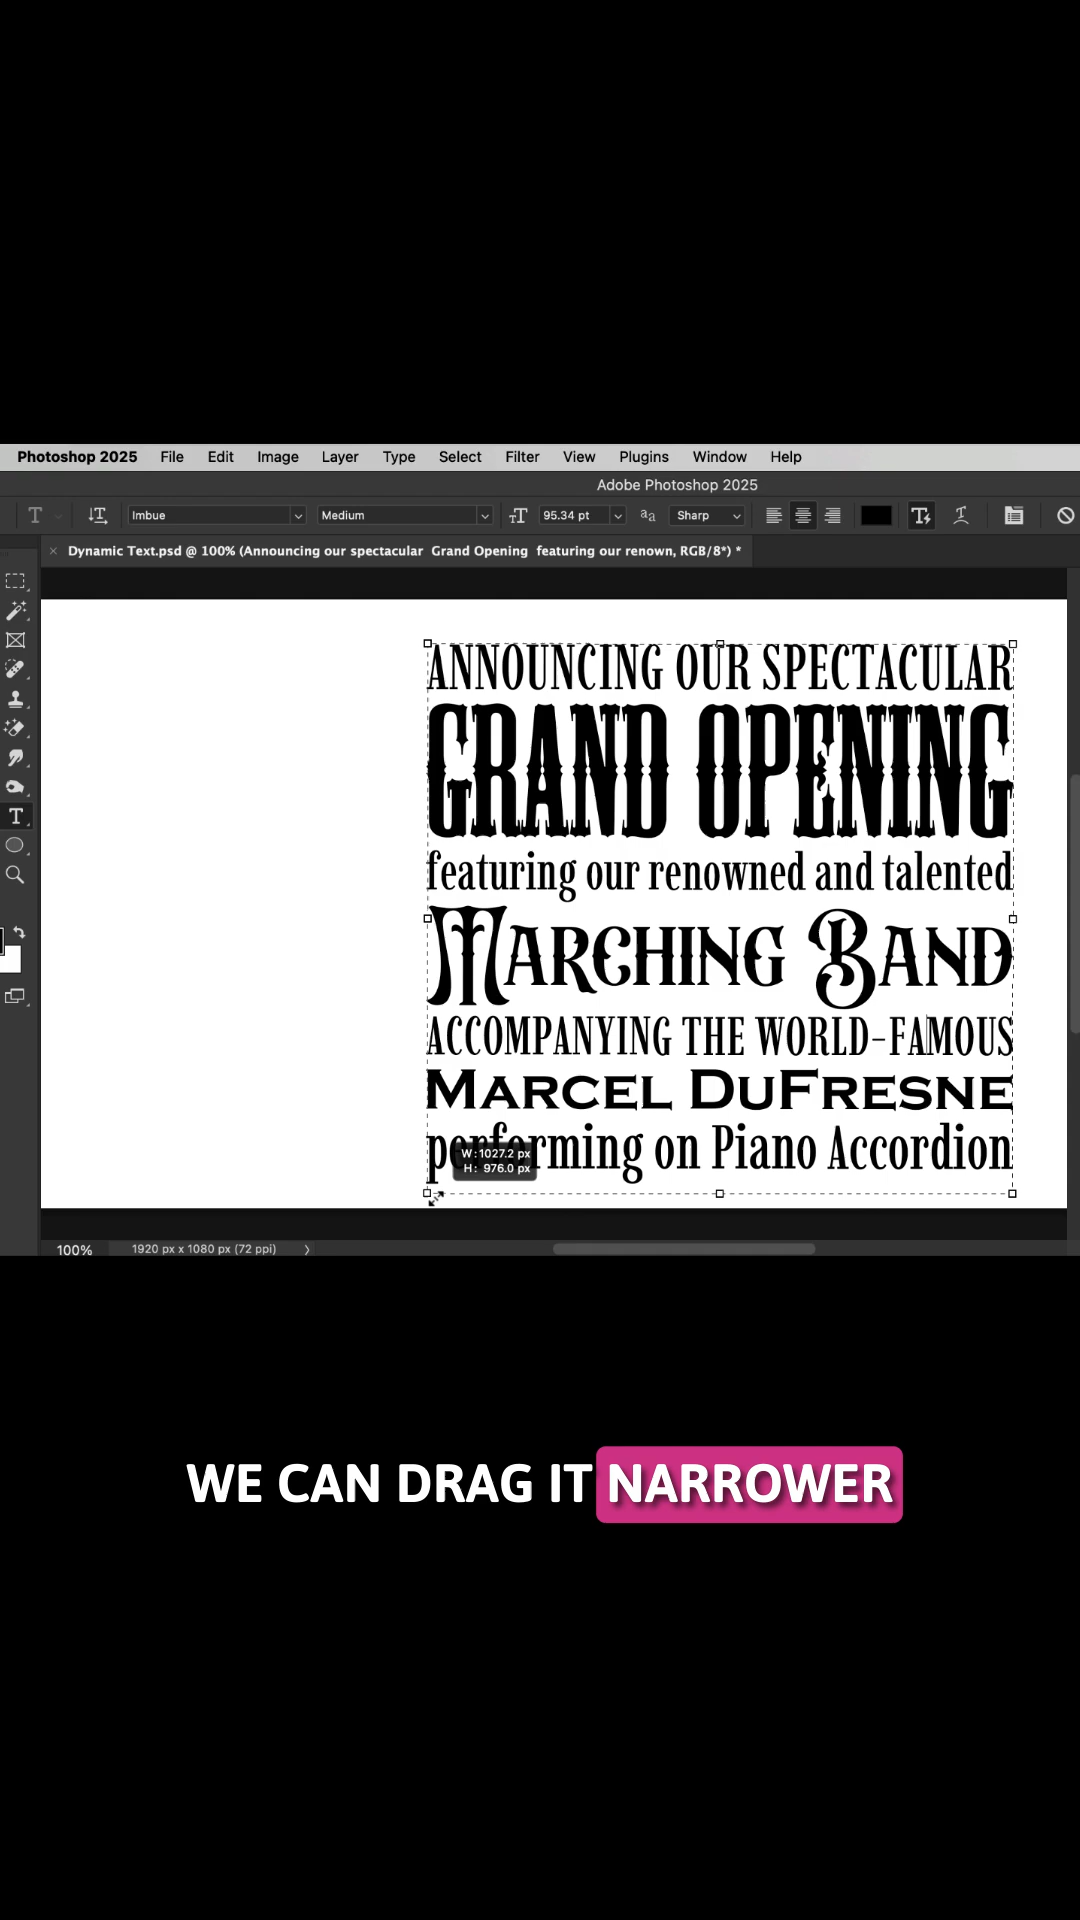 Photoshop 2025 File Edit Image Layer Type Select Filter View Plugins Window Help
Adobe Photoshop 2025
Imbue Medium 95.34 pt Sharp
Dynamic Text.psd @ 100% (Announcing our spectacular Grand Opening featuring our renown, RGB/8*) *
ANNOUNCING OUR SPECTACULAR
GRAND OPENING
featuring our renowned and talented
MARCHING BAND
ACCOMPANYING THE WORLD-FAMOUS
MARCEL DUFRESNE
performing on Piano Accordion
W: 1027.2 px
H: 976.0 px
100% 1920 px x 1080 px (72 ppi)
WE CAN DRAG IT NARROWER